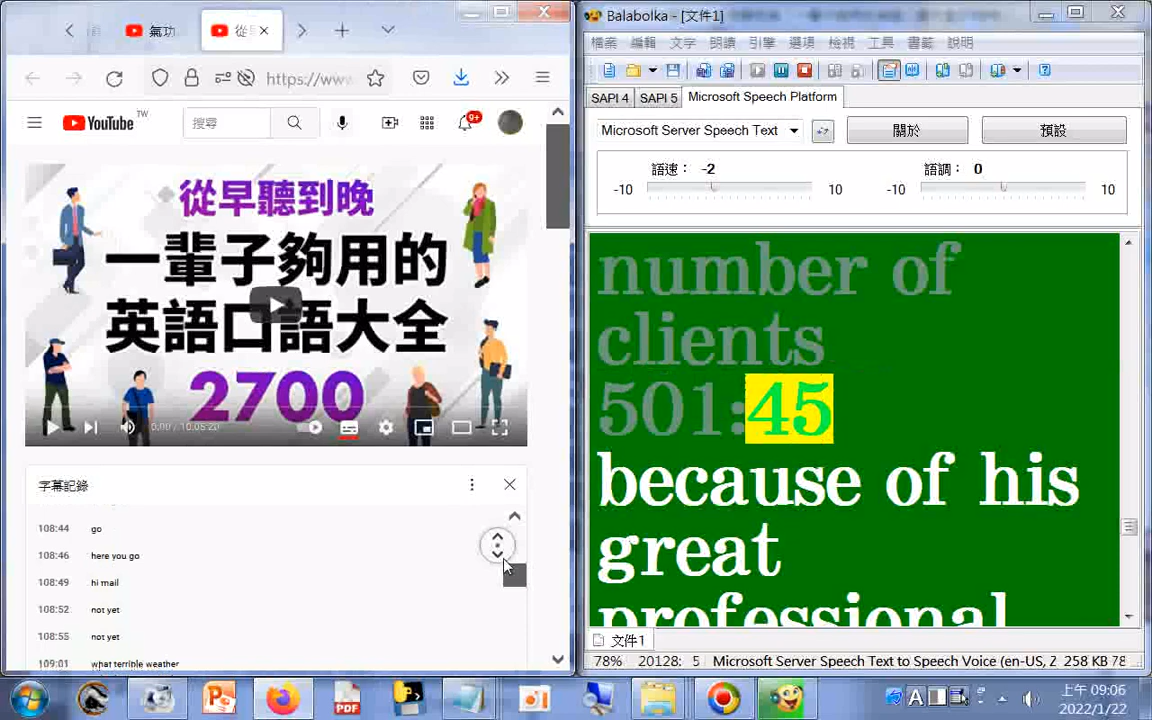 氣功
從
https://www
YouTube TW
搜尋
9+
從早聽到晚
一輩子夠用的
英語口語大全
2700
0:00 / 10:05:20
字幕記錄
108:44 go
108:46 here you go
108:49 hi mail
108:52 not yet
108:55 not yet
109:01 what terrible weather
Balabolka - [文件1]
檔案 編輯 文字 朗讀 引擎 選項 檢視 工具 書籤 說明
SAPI 4 SAPI 5 Microsoft Speech Platform
Microsoft Server Speech Text 關於 預設
語速： -2 語調： 0
-10 10 -10 10
number of
clients
501:45
because of his
great
professional
文件1
78% 20128: 5 Microsoft Server Speech Text to Speech Voice (en-US, Z 258 KB 78
PDF
A
上午 09:06
2022/1/22